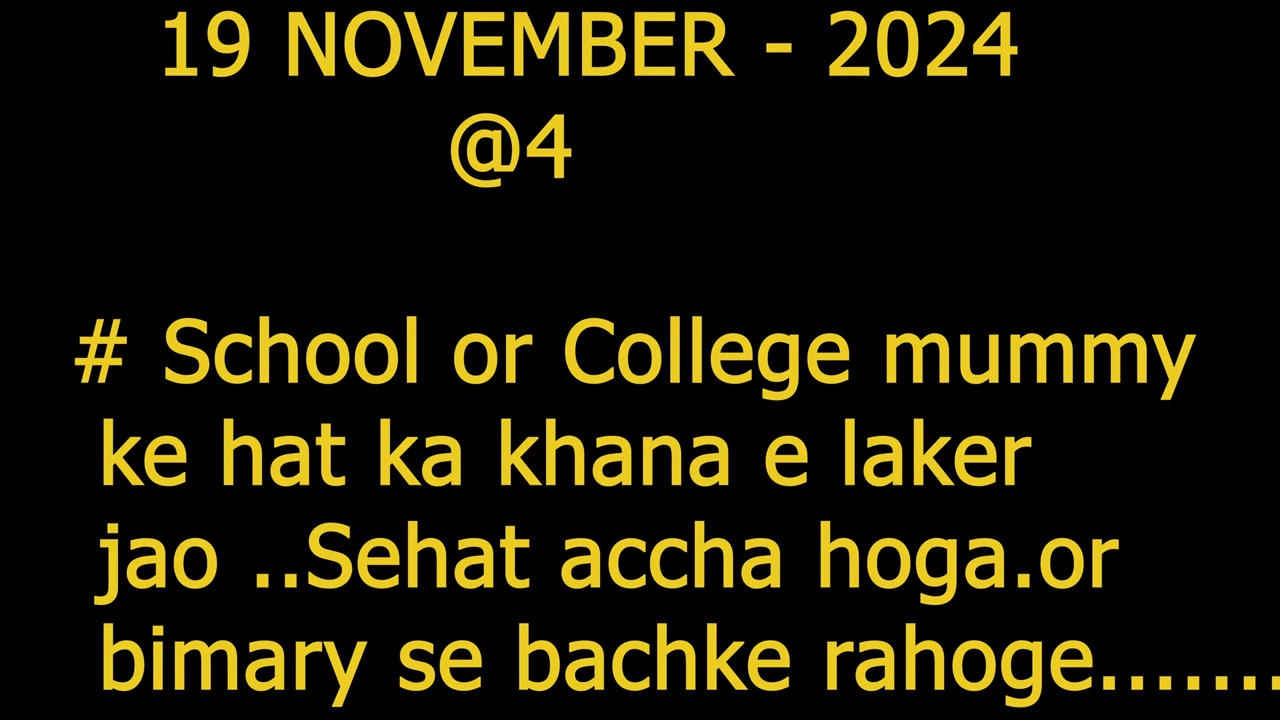 19 NOVEMBER - 2024
@4
# School or College mummy
ke hat ka khana e laker
jao ..Sehat accha hoga.or
bimary se bachke rahoge.......